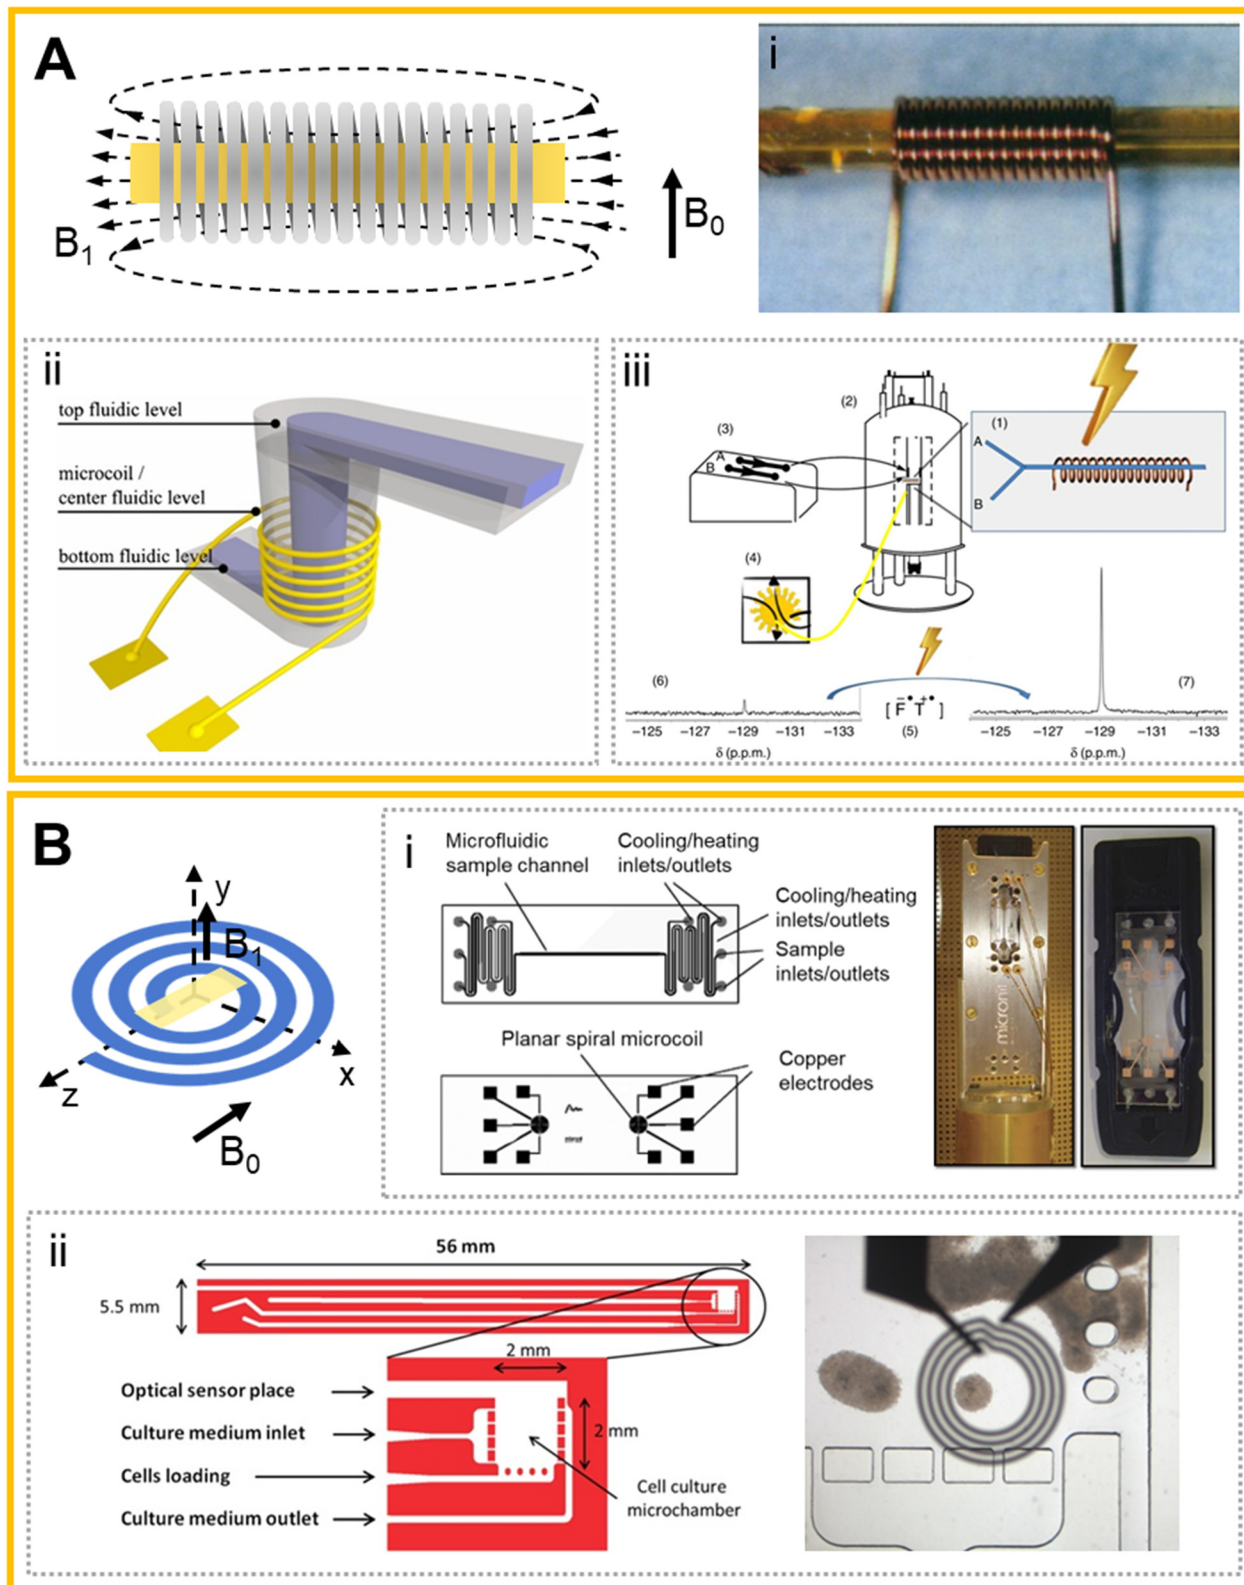 A
B₁
B₀
i
ii
top fluidic level
microcoil /
center fluidic level
bottom fluidic level
iii
(1)
A
B
(2)
(3)
A
B
(4)
(6)
−125 −129 −131 −133
δ (p.p.m.)
[F̄• T⁺•]
(5)
(7)
−125 −129 −131 −133
δ (p.p.m.)
B
y
B₁
x
z
B₀
i
Microfluidic
sample channel
Cooling/heating
inlets/outlets
Cooling/heating
inlets/outlets
Sample
inlets/outlets
Planar spiral microcoil
Copper
electrodes
micronit
ii
56 mm
5.5 mm
2 mm
2 mm
Optical sensor place
Culture medium inlet
Cells loading
Culture medium outlet
Cell culture
microchamber